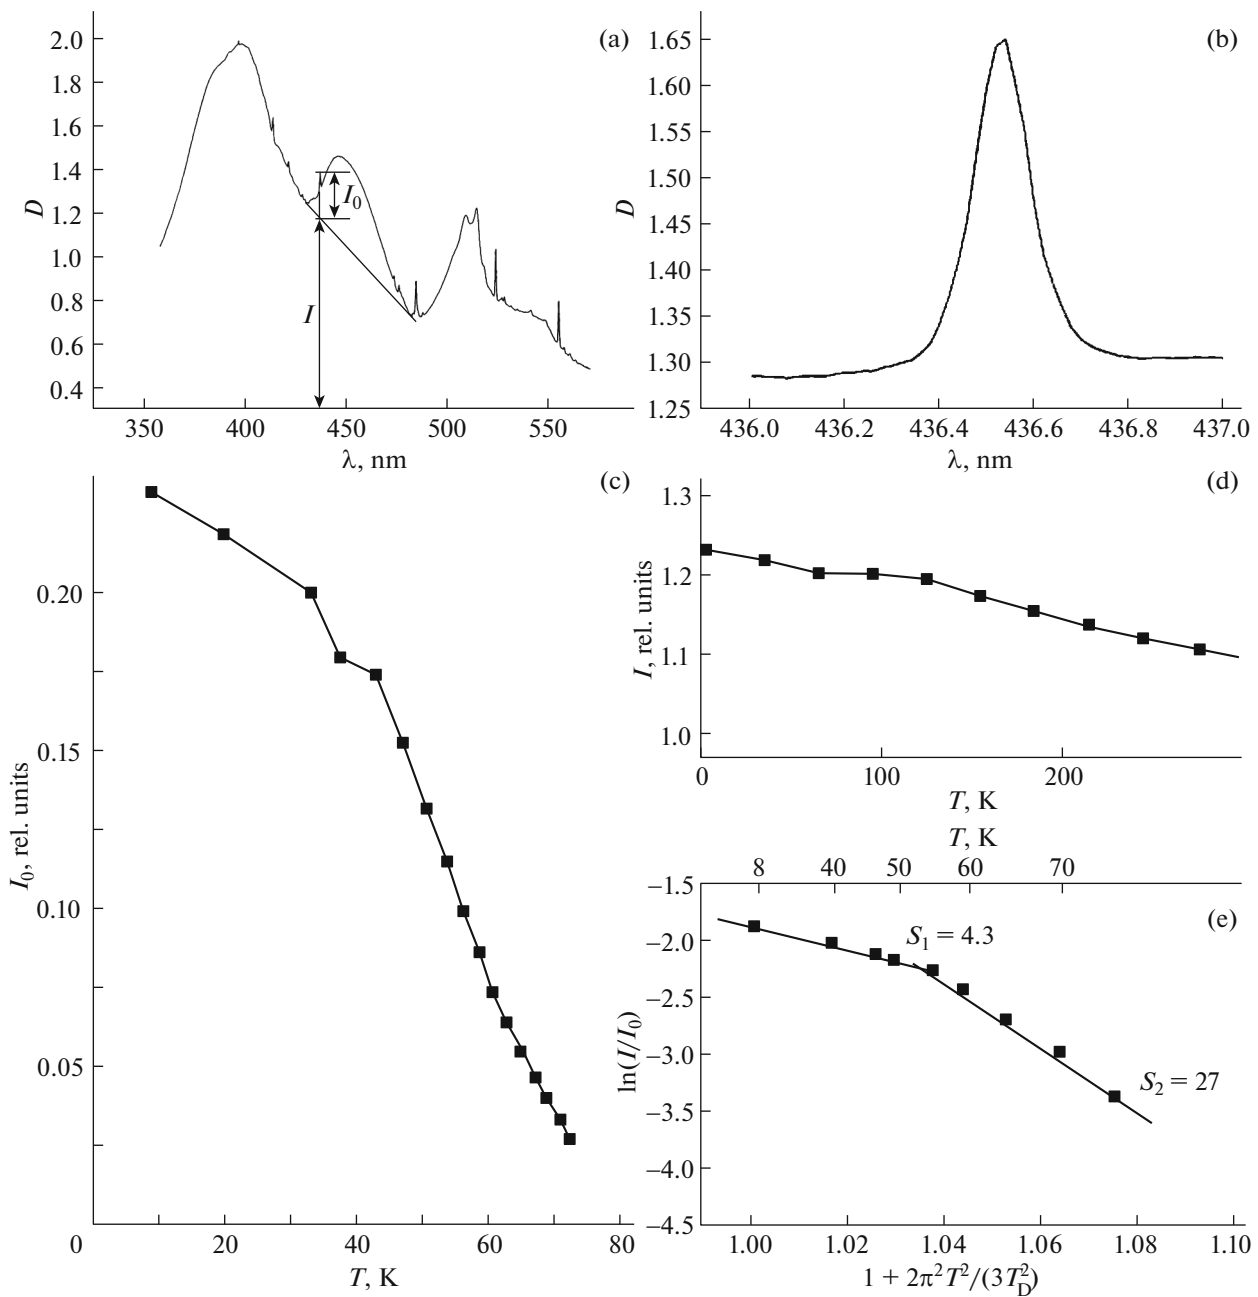 (a)
D
2.0
1.8
1.6
1.4
1.2
1.0
0.8
0.6
0.4
I₀
I
350 400 450 500 550
λ, nm
(b)
D
1.65
1.60
1.55
1.50
1.45
1.40
1.35
1.30
1.25
436.0 436.2 436.4 436.6 436.8 437.0
λ, nm
(c)
I₀, rel. units
0.20
0.15
0.10
0.05
0 20 40 60 80
T, K
(d)
I, rel. units
1.3
1.2
1.1
1.0
0 100 200
T, K
T, K
8 40 50 60 70
(e)
ln(I/I₀)
−1.5
−2.0
−2.5
−3.0
−3.5
−4.0
−4.5
S₁ = 4.3
S₂ = 27
1.00 1.02 1.04 1.06 1.08 1.10
1 + 2π²T²/(3T_D²)